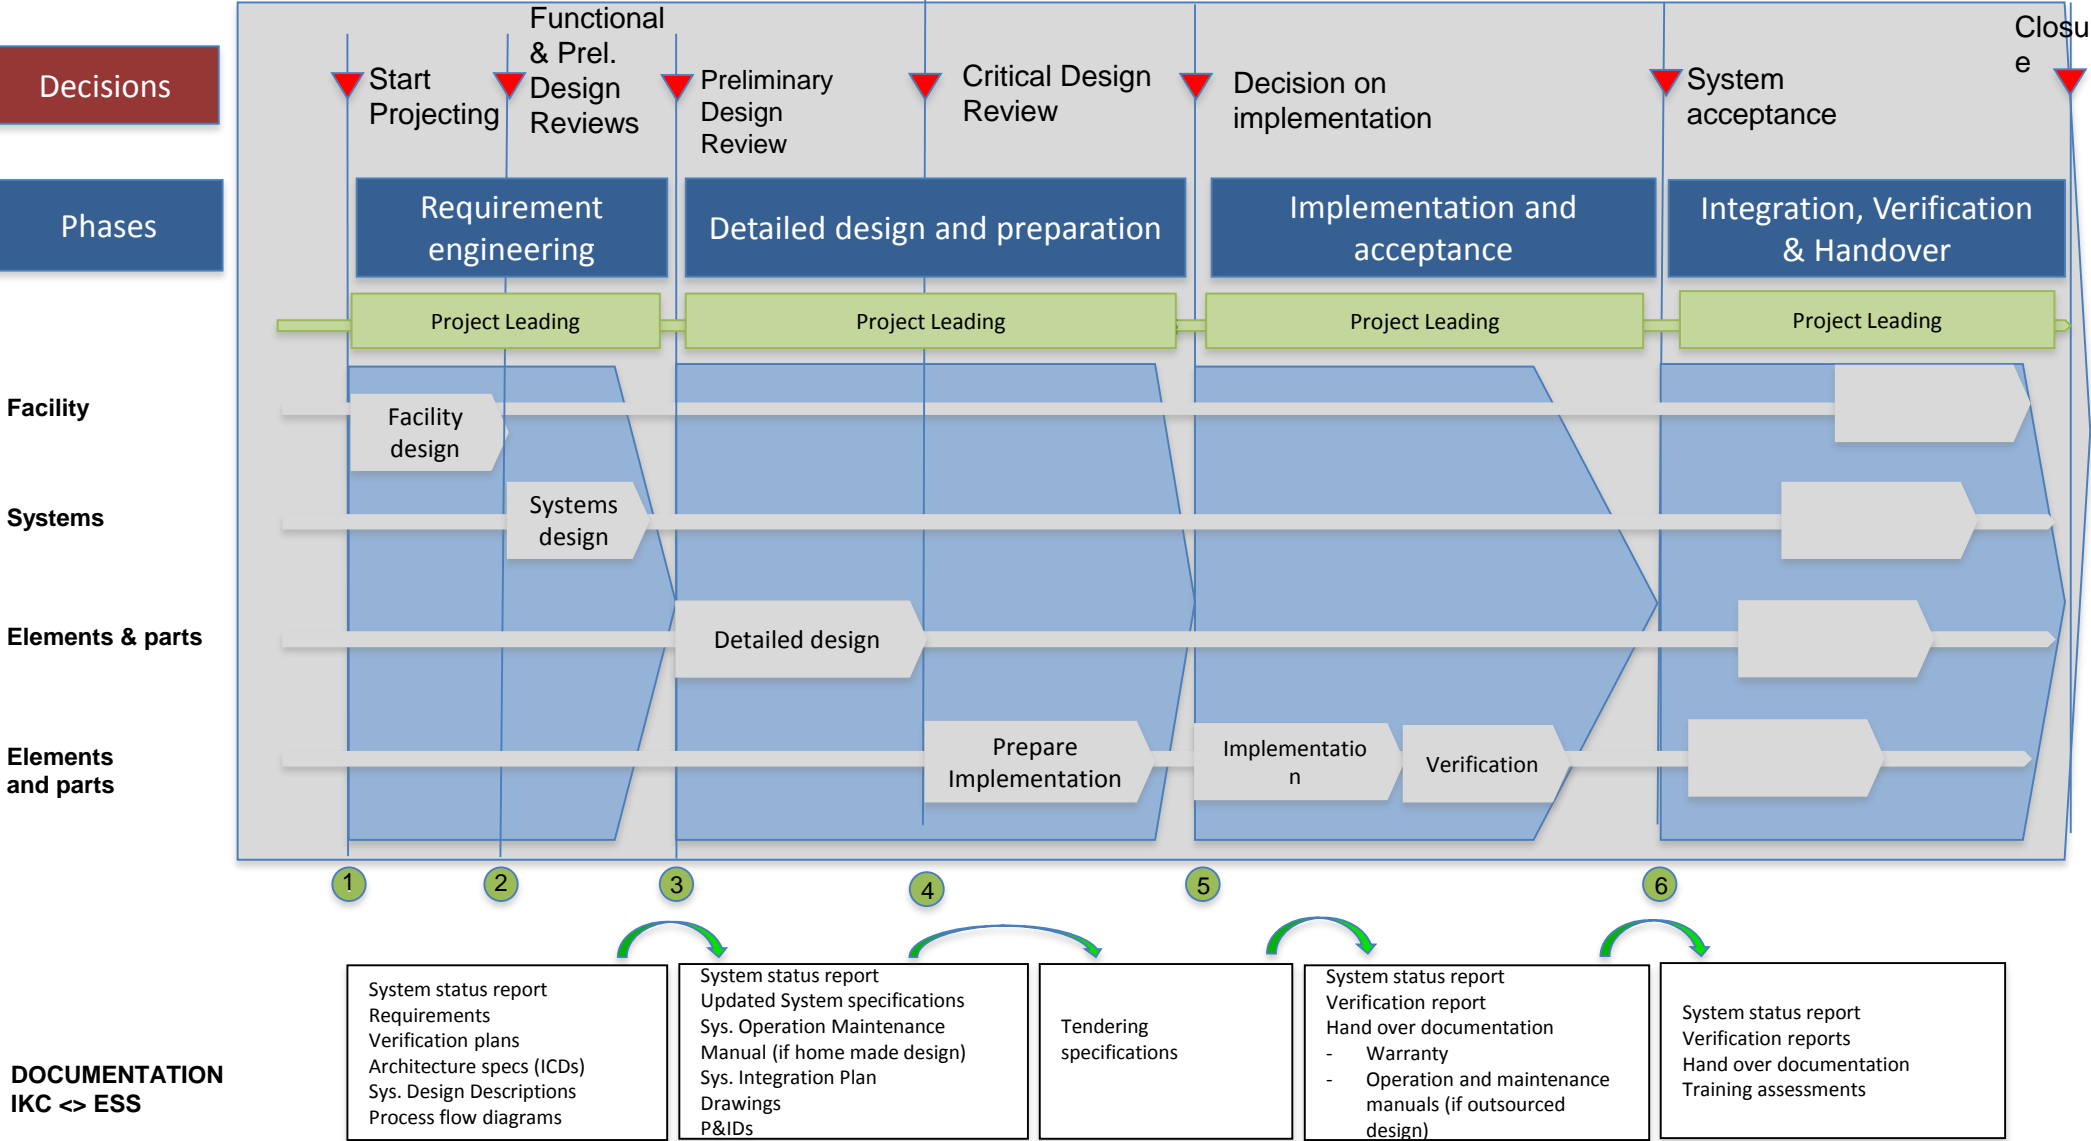 Decisions
Start
Projecting
Functional
& Prel.
Design
Reviews
Preliminary
Design
Review
Critical Design
Review
Decision on
implementation
System
acceptance
Closu
e
Phases
Requirement
engineering
Detailed design and preparation
Implementation and
acceptance
Integration, Verification
& Handover
Project Leading
Project Leading
Project Leading
Project Leading
Facility
Facility
design
Systems
Systems
design
Elements & parts
Detailed design
Elements
and parts
Prepare
Implementation
Implementatio
n
Verification
1
2
3
4
5
6
DOCUMENTATION
IKC <> ESS
System status report
Requirements
Verification plans
Architecture specs (ICDs)
Sys. Design Descriptions
Process flow diagrams
System status report
Updated System specifications
Sys. Operation Maintenance
Manual (if home made design)
Sys. Integration Plan
Drawings
P&IDs
Tendering
specifications
System status report
Verification report
Hand over documentation
- Warranty
- Operation and maintenance
manuals (if outsourced
design)
System status report
Verification reports
Hand over documentation
Training assessments